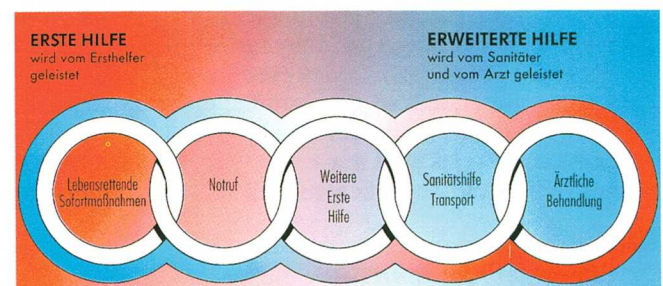 ERSTE HILFE
wird vom Ersthelfer
geleistet
ERWEITERTE HILFE
wird vom Sanitäter
und vom Arzt geleistet
Lebensrettende
Sofortmaßnahmen
Notruf
Weitere
Erste
Hilfe
Sanitätshilfe
Transport
Ärztliche
Behandlung